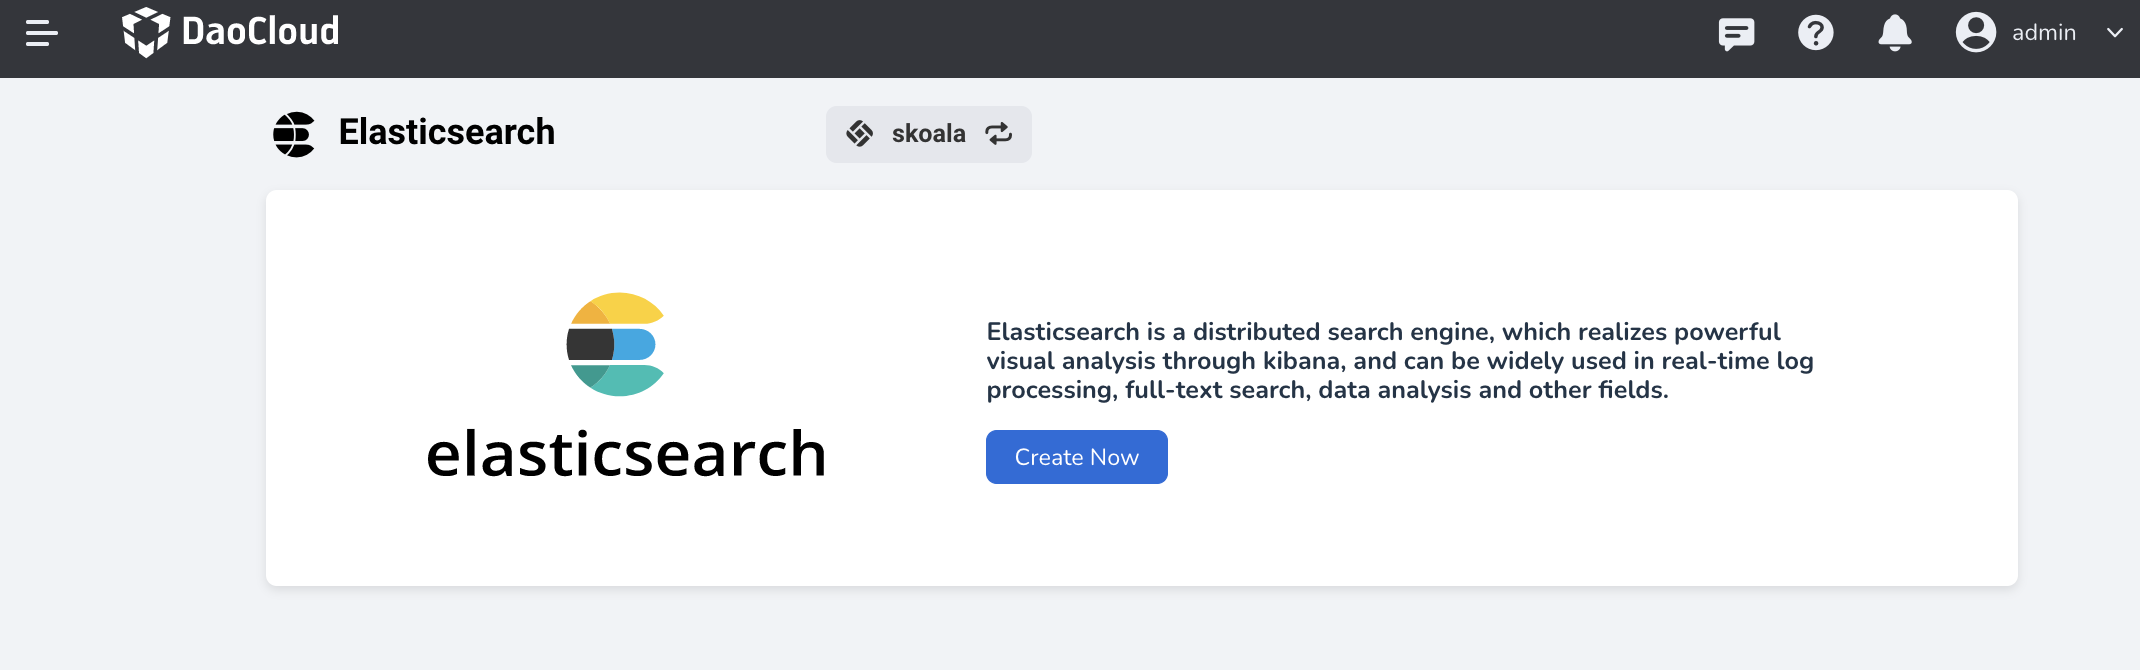 DaoCloud
admin
Elasticsearch
skoala
elasticsearch
Elasticsearch is a distributed search engine, which realizes powerful
visual analysis through kibana, and can be widely used in real-time log
processing, full-text search, data analysis and other fields.
Create Now